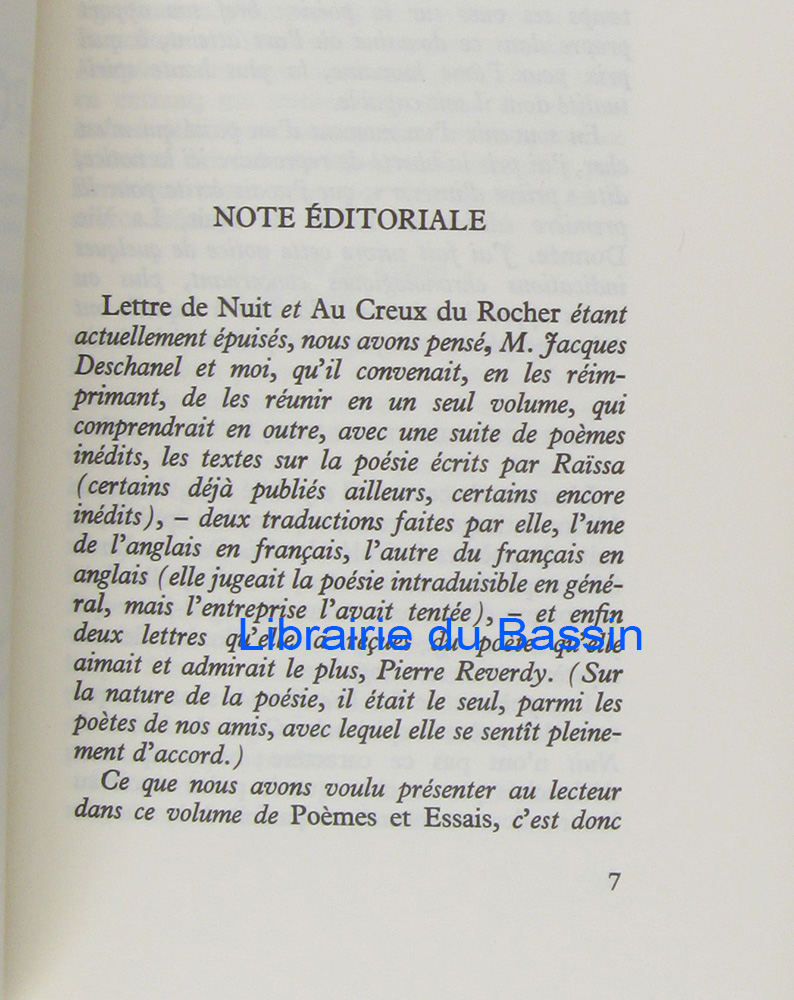 NOTE ÉDITORIALE
Lettre de Nuit et Au Creux du Rocher étant
actuellement épuisés, nous avons pensé, M. Jacques
Deschanel et moi, qu'il convenait, en les réim-
primant, de les réunir en un seul volume, qui
comprendrait en outre, avec une suite de poèmes
inédits, les textes sur la poésie écrits par Raïssa
(certains déjà publiés ailleurs, certains encore
inédits), – deux traductions faites par elle, l'une
de l'anglais en français, l'autre du français en
anglais (elle jugeait la poésie intraduisible en géné-
ral, mais l'entreprise l'avait tentée), – et enfin
deux lettres qu'elle a reçues du poète qu'elle
Librairie du Bassin
aimait et admirait le plus, Pierre Reverdy. (Sur
la nature de la poésie, il était le seul, parmi les
poètes de nos amis, avec lequel elle se sentît pleine-
ment d'accord.)
Ce que nous avons voulu présenter au lecteur
dans ce volume de Poèmes et Essais, c'est donc
7